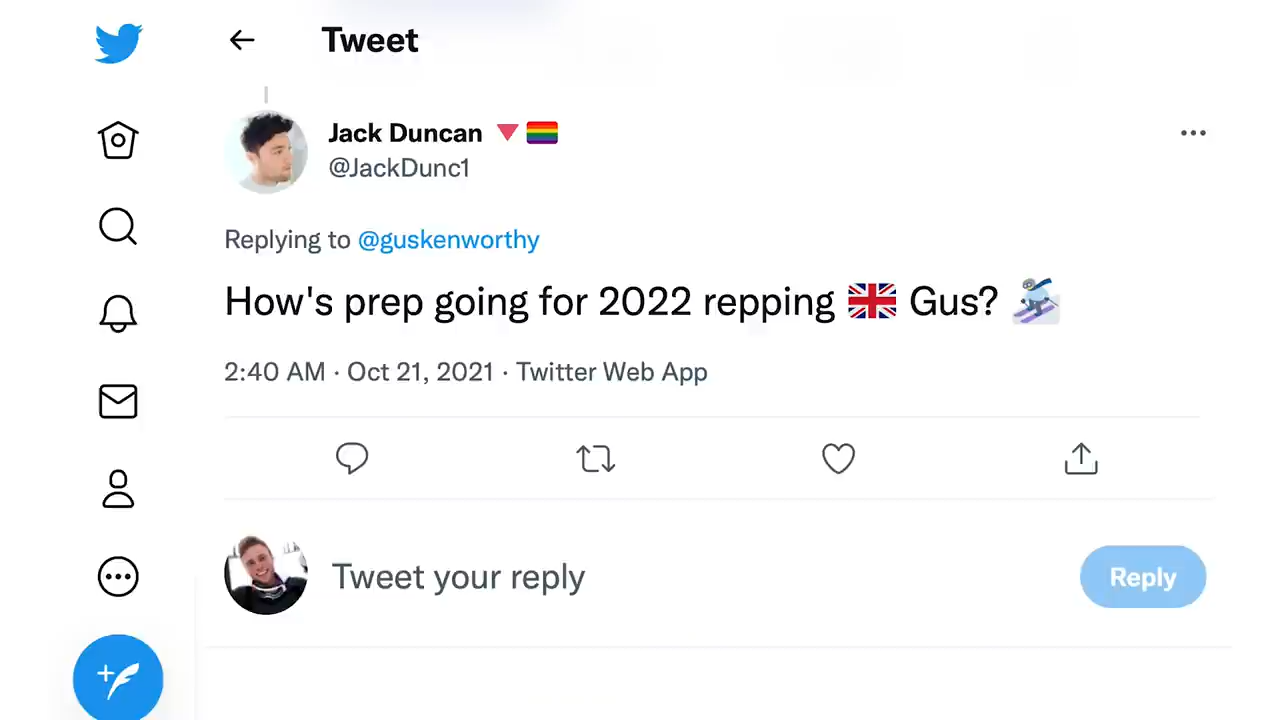 Tweet
Jack Duncan 🔻🏳️‍🌈
@JackDunc1
Replying to @guskenworthy
How's prep going for 2022 repping 🇬🇧 Gus? ⛷️
2:40 AM · Oct 21, 2021 · Twitter Web App
Tweet your reply
Reply